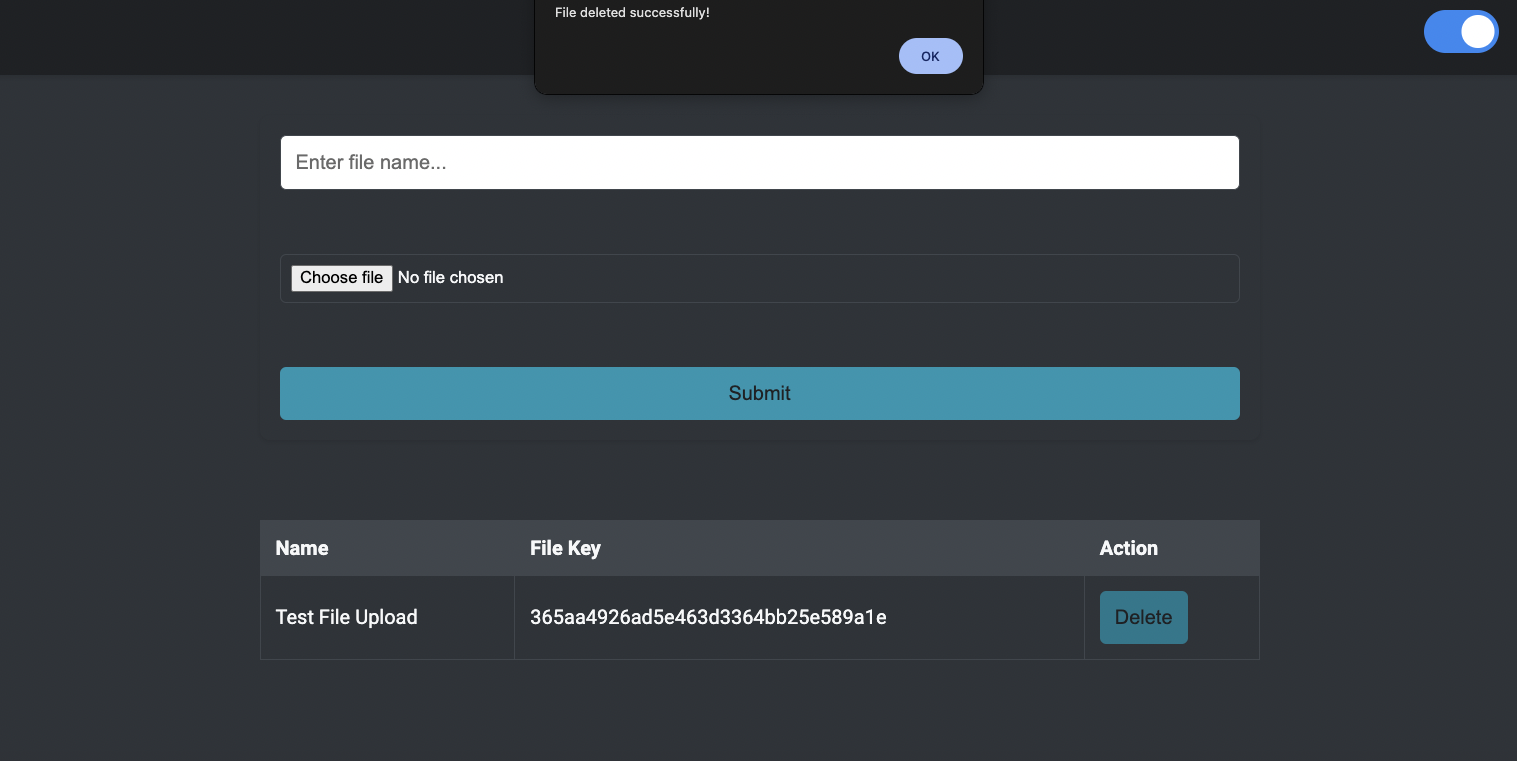 File deleted successfully!
OK
Enter file name...
Choose file No file chosen
Submit
Name File Key Action
Test File Upload 365aa4926ad5e463d3364bb25e589a1e Delete